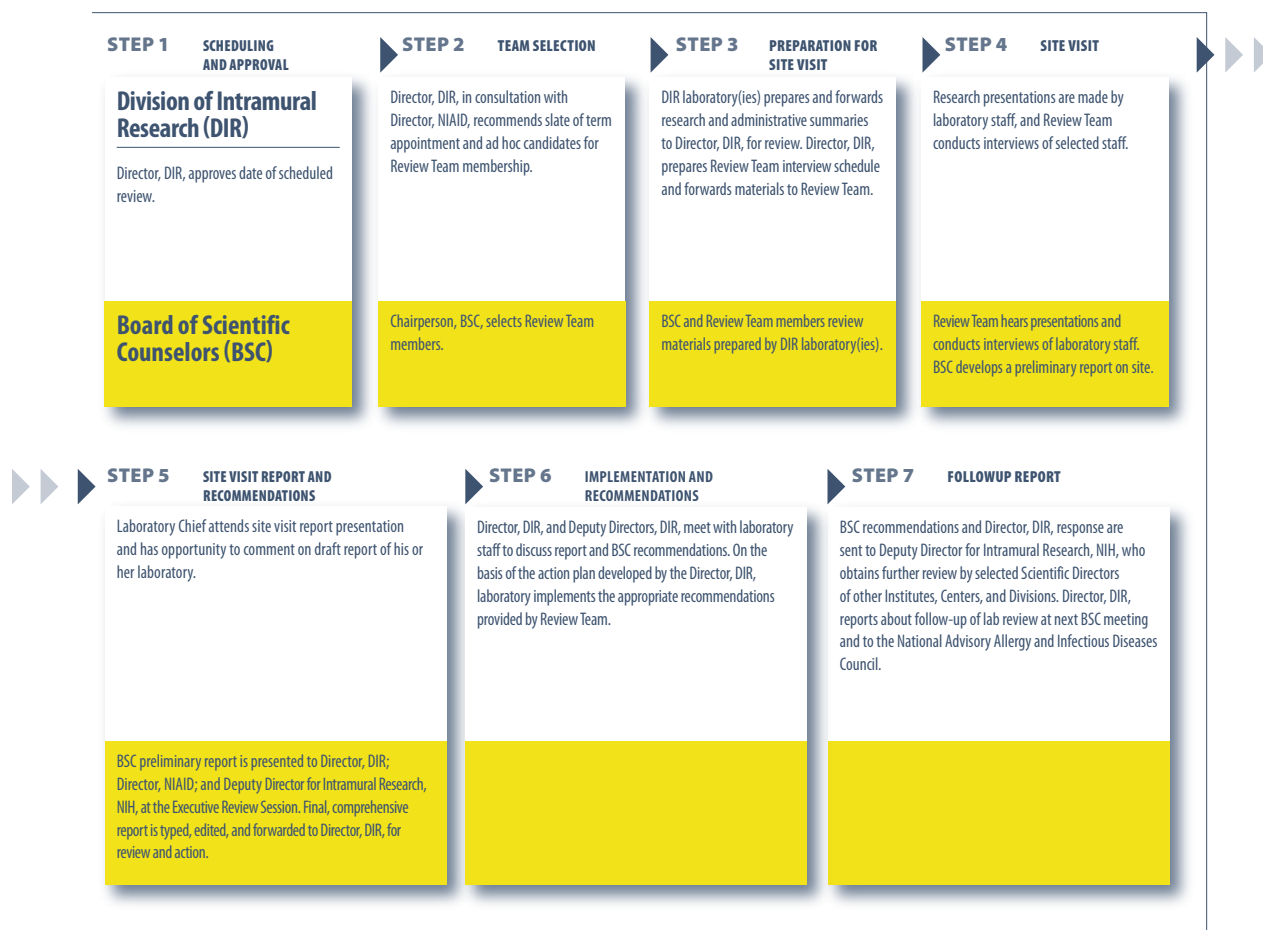 STEP 1 SCHEDULING
AND APPROVAL
Division of Intramural
Research (DIR)
Director, DIR, approves date of scheduled
review.
Board of Scientific
Counselors (BSC)
STEP 2 TEAM SELECTION
Director, DIR, in consultation with
Director, NIAID, recommends slate of term
appointment and ad hoc candidates for
Review Team membership.
Chairperson, BSC, selects Review Team
members.
STEP 3 PREPARATION FOR
SITE VISIT
DIR laboratory(ies) prepares and forwards
research and administrative summaries
to Director, DIR, for review. Director, DIR,
prepares Review Team interview schedule
and forwards materials to Review Team.
BSC and Review Team members review
materials prepared by DIR laboratory(ies).
STEP 4 SITE VISIT
Research presentations are made by
laboratory staff, and Review Team
conducts interviews of selected staff.
Review Team hears presentations and
conducts interviews of laboratory staff.
BSC develops a preliminary report on site.
STEP 5 SITE VISIT REPORT AND
RECOMMENDATIONS
Laboratory Chief attends site visit report presentation
and has opportunity to comment on draft report of his or
her laboratory.
BSC preliminary report is presented to Director, DIR;
Director, NIAID; and Deputy Director for Intramural Research,
NIH, at the Executive Review Session. Final, comprehensive
report is typed, edited, and forwarded to Director, DIR, for
review and action.
STEP 6 IMPLEMENTATION AND
RECOMMENDATIONS
Director, DIR, and Deputy Directors, DIR, meet with laboratory
staff to discuss report and BSC recommendations. On the
basis of the action plan developed by the Director, DIR,
laboratory implements the appropriate recommendations
provided by Review Team.
STEP 7 FOLLOWUP REPORT
BSC recommendations and Director, DIR, response are
sent to Deputy Director for Intramural Research, NIH, who
obtains further review by selected Scientific Directors
of other Institutes, Centers, and Divisions. Director, DIR,
reports about follow-up of lab review at next BSC meeting
and to the National Advisory Allergy and Infectious Diseases
Council.